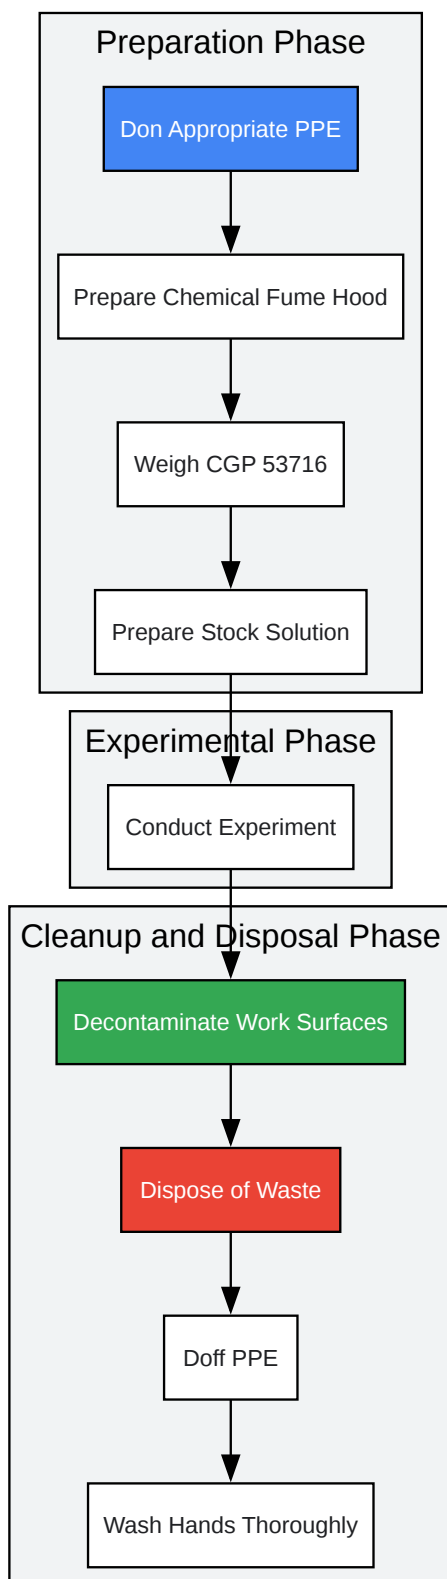 Preparation Phase
Don Appropriate PPE
Prepare Chemical Fume Hood
Weigh CGP 53716
Prepare Stock Solution
Experimental Phase
Conduct Experiment
Cleanup and Disposal Phase
Decontaminate Work Surfaces
Dispose of Waste
Doff PPE
Wash Hands Thoroughly